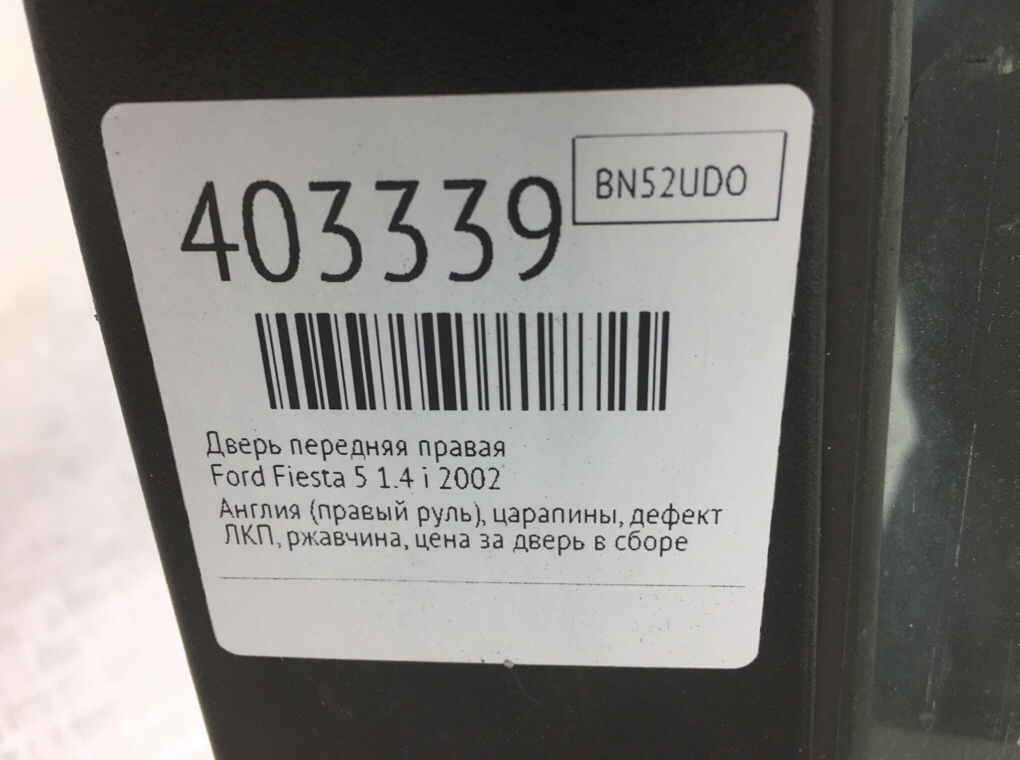 BN52UDO
403339
Дверь передняя правая
Ford Fiesta 5 1.4 i 2002
Англия (правый руль), царапины, дефект
ЛКП, ржавчина, цена за дверь в сборе